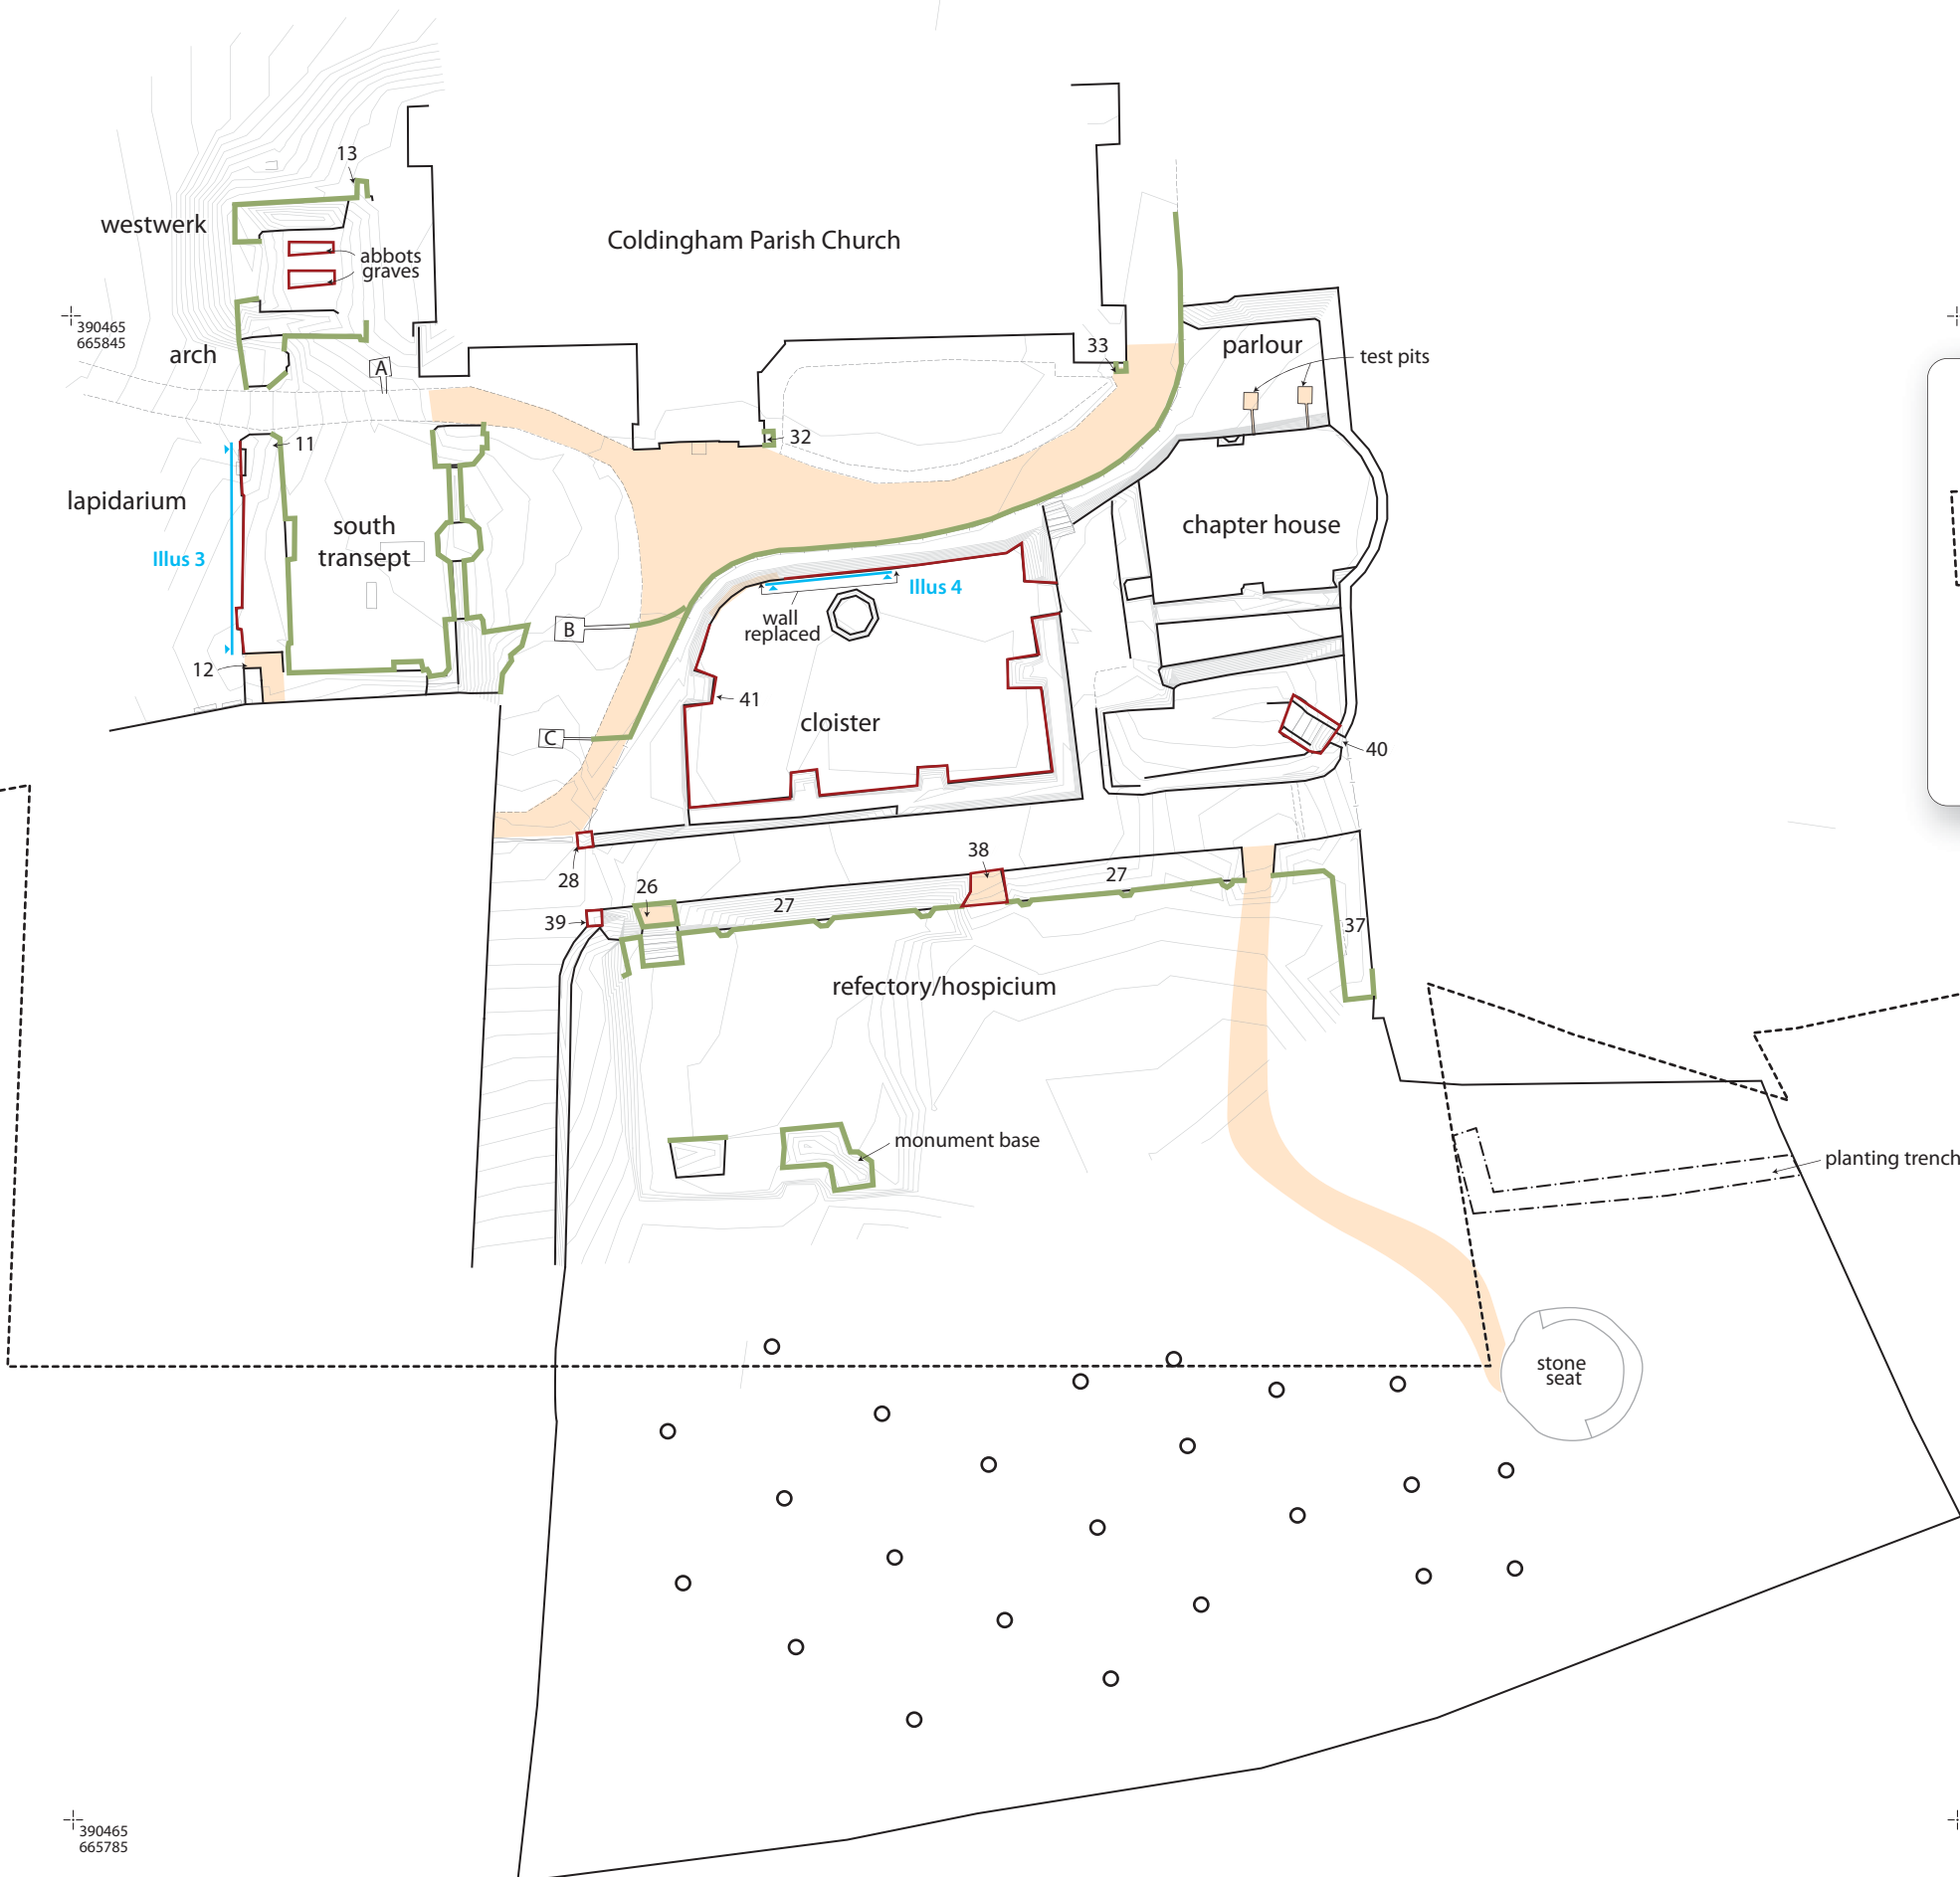 13
westwerk
Coldingham Parish Church
abbots
graves
390465
665845
arch
A
33
parlour
test pits
11
32
lapidarium
south
transept
chapter house
Illus 3
Illus 4
wall
replaced
B
12
41
cloister
C
40
28
38
26
27
27
39
37
refectory/hospicium
monument base
planting trench
stone
seat
390465
665785